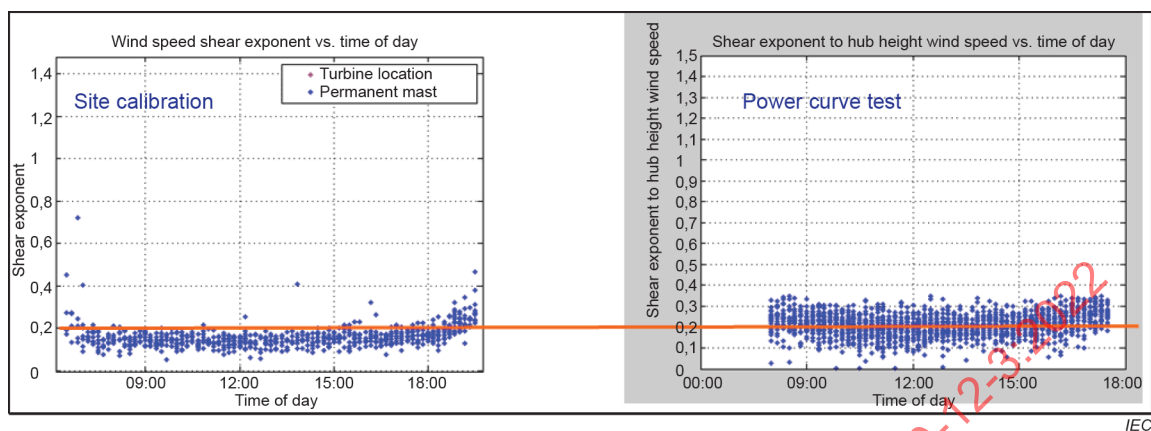 Wind speed shear exponent vs. time of day
Shear exponent
1,4
1,2
1
0,8
0,6
0,4
0,2
0
Turbine location
Permanent mast
Site calibration
09:00 12:00 15:00 18:00
Time of day
Shear exponent to hub height wind speed vs. time of day
Shear exponent to hub height wind speed
1,5
1,4
1,3
1,2
1,1
1
0,9
0,8
0,7
0,6
0,5
0,4
0,3
0,2
0,1
0
Power curve test
00:00 09:00 12:00 15:00 18:00
Time of day
-12-3:2022
IEC